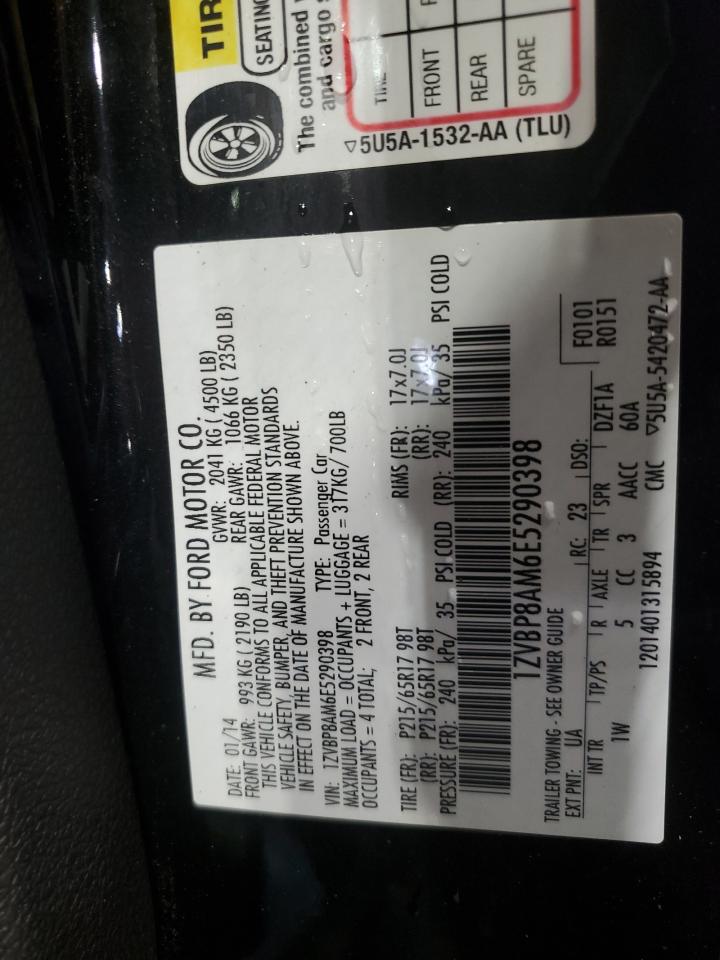 TIR
SEATING
The combined
and cargo
TIRE
FRONT
REAR
SPARE
▽5U5A-1532-AA (TLU)
MFD. BY FORD MOTOR CO.
DATE: 01/14 GVWR: 2041 KG ( 4500 LB)
FRONT GAWR: 993 KG ( 2190 LB) REAR GAWR: 1066 KG ( 2350 LB)
THIS VEHICLE CONFORMS TO ALL APPLICABLE FEDERAL MOTOR
VEHICLE SAFETY, BUMPER, AND THEFT PREVENTION STANDARDS
IN EFFECT ON THE DATE OF MANUFACTURE SHOWN ABOVE.
VIN: 1ZVBP8AM6E5290398 TYPE: Passenger Car
MAXIMUM LOAD = OCCUPANTS + LUGGAGE = 317KG/ 700LB
OCCUPANTS = 4 TOTAL; 2 FRONT, 2 REAR
TIRE (FR): P215/65R17 98T RIMS (FR): 17x7.0J
(RR): P215/65R17 98T (RR): 17x7.0J
PRESSURE (FR): 240 kPa/ 35 PSI COLD (RR): 240 kPa/ 35 PSI COLD
1ZVBP8AM6E5290398
TRAILER TOWING - SEE OWNER GUIDE
EXT PNT: UA RC: 23 DSO: F0101
R0151
INT TR TP/PS R AXLE TR SPR DZF1A
1W 5 CC 3 AACC 60A
1201401315894 CMC ▽5U5A-5420472-AA